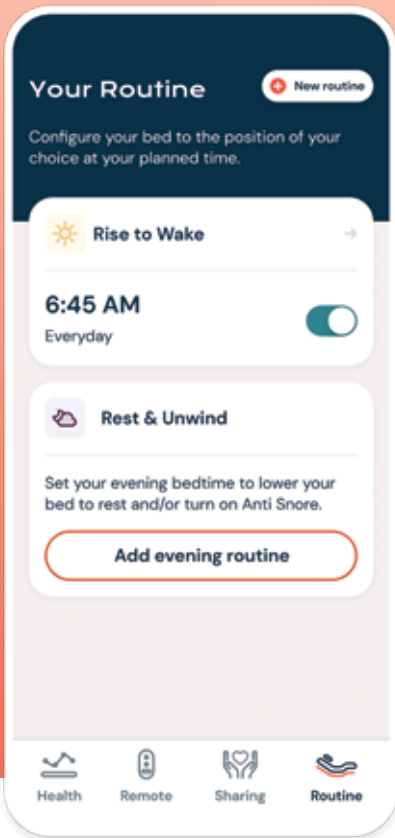 Your Routine
New routine
Configure your bed to the position of your
choice at your planned time.
Rise to Wake
6:45 AM
Everyday
Rest & Unwind
Set your evening bedtime to lower your
bed to rest and/or turn on Anti Snore.
Add evening routine
Health Remote Sharing Routine